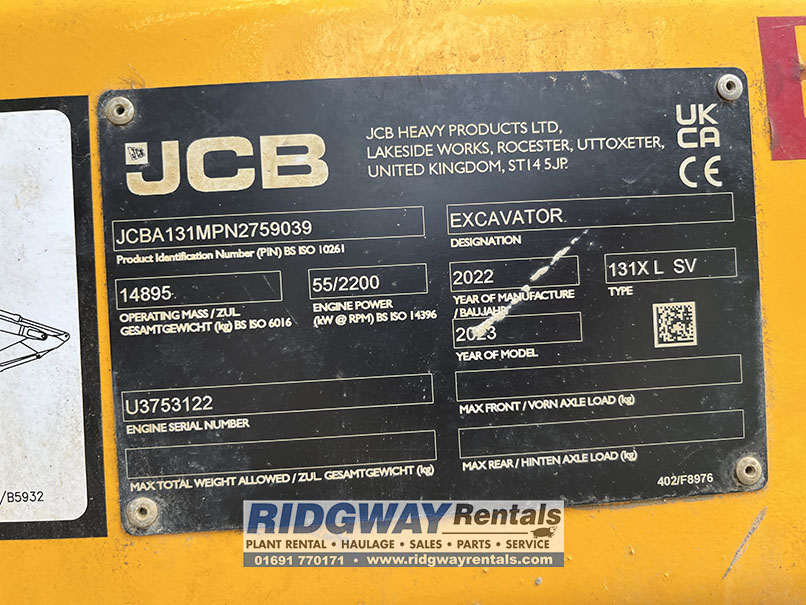 JCB
JCB HEAVY PRODUCTS LTD,
LAKESIDE WORKS, ROCESTER, UTTOXETER,
UNITED KINGDOM, ST14 5JP.
UK
CA
CE
JCBA131MPN2759039
Product Identification Number (PIN) BS ISO 10261
EXCAVATOR
DESIGNATION
14895
OPERATING MASS / ZUL.
GESAMTGEWICHT (kg) BS ISO 6016
55/2200
ENGINE POWER
(kW @ RPM) BS ISO 14396
2022
YEAR OF MANUFACTURE
/ BAUJAHR
131X L SV
TYPE
2023
YEAR OF MODEL
U3753122
ENGINE SERIAL NUMBER
MAX FRONT / VORN AXLE LOAD (kg)
MAX TOTAL WEIGHT ALLOWED / ZUL. GESAMTGEWICHT (kg)
MAX REAR / HINTEN AXLE LOAD (kg)
402/F8976
/B5932
RIDGWAY Rentals
PLANT RENTAL • HAULAGE • SALES • PARTS • SERVICE
01691 770171 • www.ridgwayrentals.com